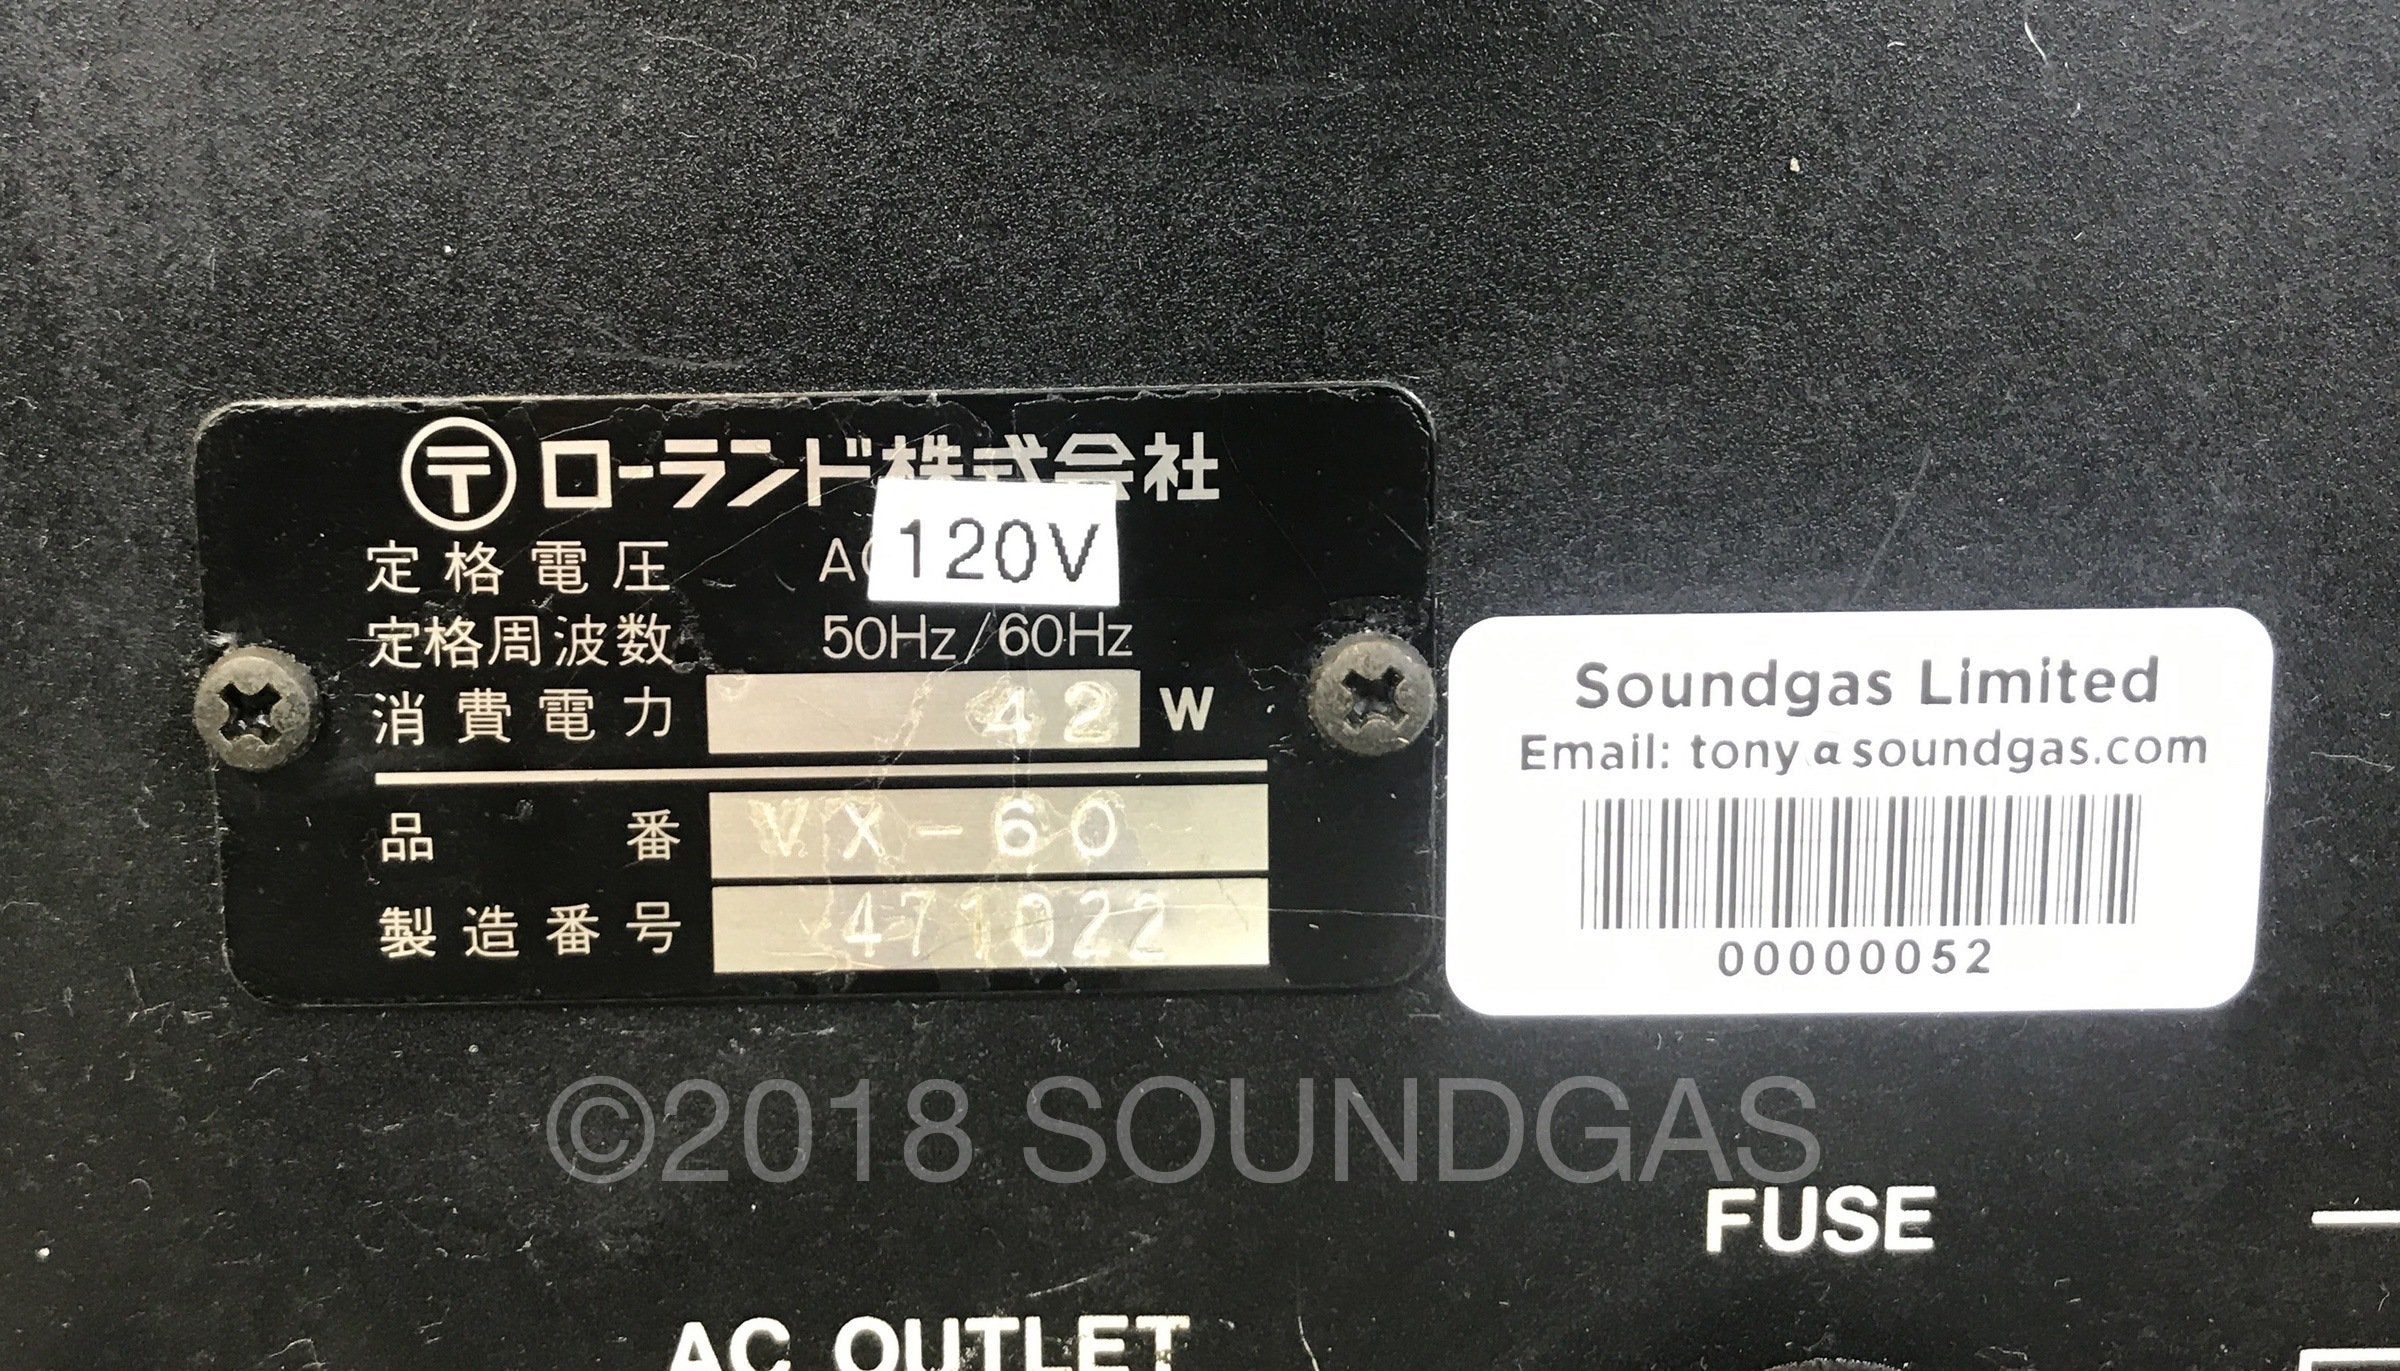 〒 ローランド株式会社
定格電圧 AC 120V
定格周波数 50Hz/60Hz
消費電力 42 W
品番 VX-60
製造番号 471022
Soundgas Limited
Email: tony@soundgas.com
00000052
©2018 SOUNDGAS
FUSE
AC OUTLET